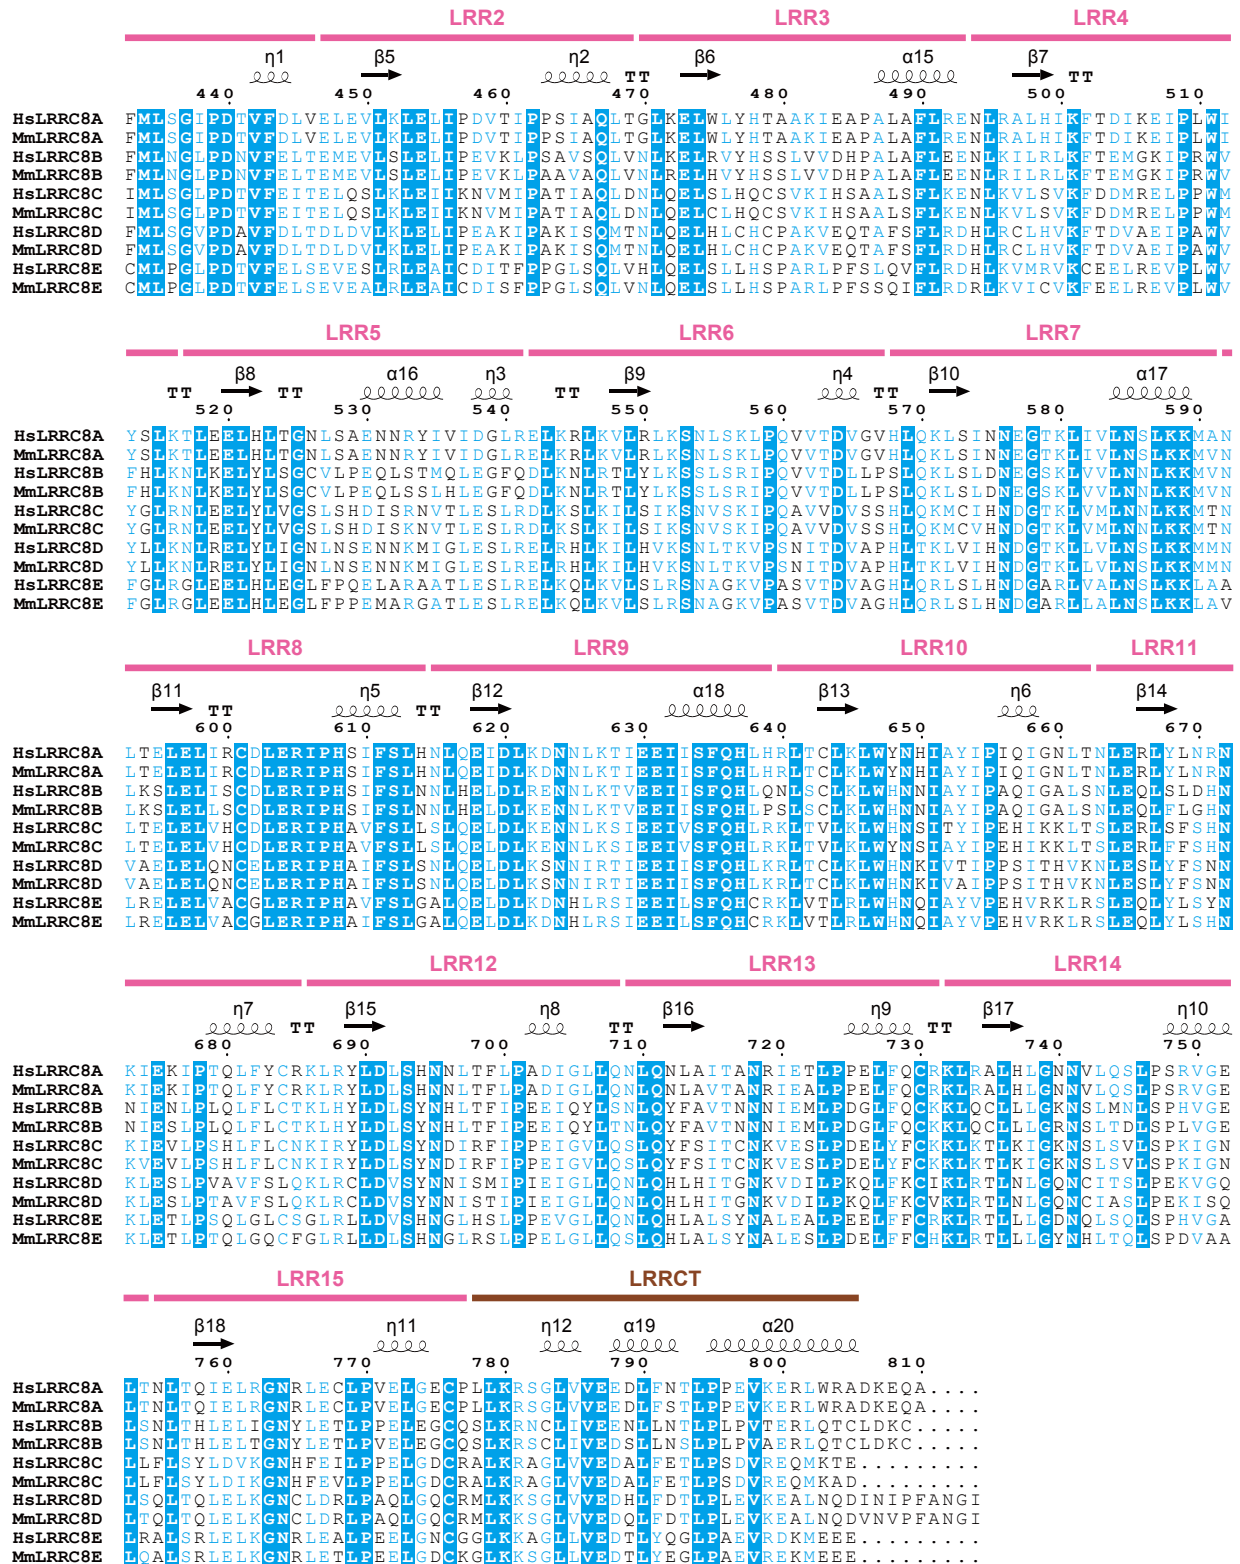 LRR2 LRR3 LRR4
η1 β5 η2 β6 α15 β7
TT TT
440 450 460 470 480 490 500 510
HsLRRC8A FMLSGIPDTVFDLVELEVLKLELIPDVTIPPSIAQLTGLKELWLYHTAAKIEAPALAFLRENLRALHIKFTDIKEIPLWI
MmLRRC8A FMLSGIPDTVFDLVELEVLKLELIPDVTIPPSIAQLTGLKELWLYHTAAKIEAPALAFLRENLRALHIKFTDIKEIPLWI
HsLRRC8B FMLNGLPDNVFELTEMEVLSLELIPEVKLPSAVSQLVNLKELRVYHSSLVVDHPALAFLEENLKILRLKFTEMGKIPRWV
MmLRRC8B FMLNGLPDNVFELTEMEVLSLELIPEVKLPAAVAQLVNLRELHVYHSSLVVDHPALAFLEENLRILRLKFTEMGKIPRWV
HsLRRC8C IMLSGLPDTVFEITELQSLKLEIIKNVMIPATIAQLDNLQELSLHQCSVKIHSAALSFLKENLKVLSVKFDDMRELPPWM
MmLRRC8C IMLSGLPDTVFEITELQSLKLEIIKNVMIPATIAQLDNLQELCLHQCSVKIHSAALSFLKENLKVLSVKFDDMRELPPWM
HsLRRC8D FMLSGVPDAVFDLTDLDVLKLELIPEAKIPAKISQMTNLQELHLCHCPAKVEQTAFSFLRDHLRCLHVKFTDVAEIPAWV
MmLRRC8D FMLSGVPDAVFDLTDLDVLKLELIPEAKIPAKISQMTNLQELHLCHCPAKVEQTAFSFLRDHLRCLHVKFTDVAEIPAWV
HsLRRC8E CMLPGLPDTVFELSEVESLRLEAICDITFPPGLSQLVHLQELSLLHSPARLPFSLQVFLRDHLKVMRVKCEELREVPLWV
MmLRRC8E CMLPGLPDTVFELSEVEALRLEAICDISFPPGLSQLVNLQELSLLHSPARLPFSSQIFLRDRLKVICVKFEELREVPLWV
LRR5 LRR6 LRR7
β8 α16 η3 β9 η4 β10 α17
TT TT TT TT
520 530 540 550 560 570 580 590
HsLRRC8A YSLKTLEELHLTGNLSAENNRYIVIDGLRELKRLKVLRLKSNLSKLPQVVTDVGVHLQKLSINNEGTKLIVLNSLKKMAN
MmLRRC8A YSLKTLEELHLTGNLSAENNRYIVIDGLRELKRLKVLRLKSNLSKLPQVVTDVGVHLQKLSINNEGTKLIVLNSLKKMVN
HsLRRC8B FHLKNLKELYLSGCVLPEQLSTMQLEGFQDLKNLRTLYLKSSLSRIPQVVTDLLPSLQKLSLDNEGSKLVVLNNLKKMVN
MmLRRC8B FHLKNLKELYLSGCVLPEQLSSLHLEGFQDLKNLRTLYLKSSLSRIPQVVTDLLPSLQKLSLDNEGSKLVVLNNLKKMVN
HsLRRC8C YGLRNLEELYLVGSLSHDISRNVTLESLRDLKSLKILSIKSNVSKIPQAVVDVSSHLQKMCIHNDGTKLVMLNNLKKMTN
MmLRRC8C YGLRNLEELYLVGSLSHDISKNVTLESLRDLKSLKILSIKSNVSKIPQAVVDVSSHLQKMCVHNDGTKLVMLNNLKKMTN
HsLRRC8D YLLKNLRELYLIGNLNSENNKMIGLESLRELRHLKILHVKSNLTKVPSNITDVAPHLTKLVIHNDGTKLLVLNSLKKMMN
MmLRRC8D YLLKNLRELYLIGNLNSENNKMIGLESLRELRHLKILHVKSNLTKVPSNITDVAPHLTKLVIHNDGTKLLVLNSLKKMMN
HsLRRC8E FGLRGLEELHLEGLFPQELARAATLESLRELKQLKVLSLRSNAGKVPASVTDVAGHLQRLSLHNDGARLVALNSLKKLAA
MmLRRC8E FGLRGLEELHLEGLFPPEMARGATLESLRELKQLKVLSLRSNAGKVPASVTDVAGHLQRLSLHNDGARLLALNSLKKLAV
LRR8 LRR9 LRR10 LRR11
β11 η5 β12 α18 β13 η6 β14
TT TT
600 610 620 630 640 650 660 670
HsLRRC8A LTELELIRCDLERIPHSIFSLHNLQEIDLKDNNLKTIEEIISFQHLHRLTCLKLWYNHIAYIPIQIGNLTNLERLYLNRN
MmLRRC8A LTELELIRCDLERIPHSIFSLHNLQEIDLKDNNLKTIEEIISFQHLHRLTCLKLWYNHIAYIPIQIGNLTNLERLYLNRN
HsLRRC8B LKSLELISCDLERIPHSIFSLNNLHELDLRENNLKTVEEIISFQHLQNLSCLKLWHNNIAYIPAQIGALSNLEQLSLDHN
MmLRRC8B LKSLELLSCDLERIPHSIFSLNNLHELDLKENNLKTVEEIISFQHLPSLSCLKLWHNNIAYIPAQIGALSNLEQLFLGHN
HsLRRC8C LTELELVHCDLERIPHAVFSLLSLQELDLKENNLKSIEEIVSFQHLRKLTVLKLWHNSITYIPEHIKKLTSLERLSFSHN
MmLRRC8C LTELELVHCDLERIPHAVFSLLSLQELDLKENNLKSIEEIVSFQHLRKLTVLKLWYNSIAYIPEHIKKLTSLERLFFSHN
HsLRRC8D VAELELQNCELERIPHAIFSLSNLQELDLKSNNIRTIEEIISFQHLKRLTCLKLWHNKIVTIPPSITHVKNLESLYFSNN
MmLRRC8D VAELELQNCELERIPHAIFSLSNLQELDLKSNNIRTIEEIISFQHLKRLTCLKLWHNKIVAIPPSITHVKNLESLYFSNN
HsLRRC8E LRELELVACGLERIPHAVFSLGALQELDLKDNHLRSIEEILSFQHCRKLVTLRLWHNQIAYVPEHVRKLRSLEQLYLSYN
MmLRRC8E LRELELVACGLERIPHAIFSLGALQELDLKDNHLRSIEEILSFQHCRKLVTLRLWHNQIAYVPEHVRKLRSLEQLYLSHN
LRR12 LRR13 LRR14
η7 β15 η8 β16 η9 β17 η10
TT TT TT
680 690 700 710 720 730 740 750
HsLRRC8A KIEKIPTQLFYCRKLRYLDLSHNNLTFLPADIGLLQNLQNLAITANRIETLPPELFQCRKLRALHLGNNVLQSLPSRVGE
MmLRRC8A KIEKIPTQLFYCRKLRYLDLSHNNLTFLPADIGLLQNLQNLAVTANRIEALPPELFQCRKLRALHLGNNVLQSLPSRVGE
HsLRRC8B NIENLPLQLFLCTKLHYLDLSYNHLTFIPEEIQYLSNLQYFAVTNNNIEMLPDGLFQCKKLQCLLLGKNSLMNLSPHVGE
MmLRRC8B NIESLPLQLFLCTKLHYLDLSYNHLTFIPEEIQYLTNLQYFAVTNNNIEMLPDGLFQCKKLQCLLLGRNSLTDLSPLVGE
HsLRRC8C KIEVLPSHLFLCNKIRYLDLSYNDIRFIPPEIGVLQSLQYFSITCNKVESLPDELYFCKKLKTLKIGKNSLSVLSPKIGN
MmLRRC8C KVEVLPSHLFLCNKIRYLDLSYNDIRFIPPEIGVLQSLQYFSITCNKVESLPDELYFCKKLKTLKIGKNSLSVLSPKIGN
HsLRRC8D KLESLPVAVFSLQKLRCLDVSYNNISMIPIEIGLLQNLQHLHITGNKVDILPKQLFKCIKLRTLNLGQNCITSLPEKVGQ
MmLRRC8D KLESLPTAVFSLQKLRCLDVSYNNISTIPIEIGLLQNLQHLHITGNKVDILPKQLFKCVKLRTLNLGQNCIASLPEKISQ
HsLRRC8E KLETLPSQLGLCSGLRLLDVSHNGLHSLPPEVGLLQNLQHLALSYNALEALPEELFFCRKLRTLLLGDNQLSQLSPHVGA
MmLRRC8E KLETLPTQLGQCFGLRLLDLSHNGLRSLPPELGLLQSLQHLALSYNALESLPDELFFCHKLRTLLLGYNHLTQLSPDVAA
LRR15 LRRCT
β18 η11 η12 α19 α20
760 770 780 790 800 810
HsLRRC8A LTNLTQIELRGNRLECLPVELGECPLLKRSGLVVEEDLFNTLPPEVKERLWRADKEQA....
MmLRRC8A LTNLTQIELRGNRLECLPVELGECPLLKRSGLVVEEDLFSTLPPEVKERLWRADKEQA....
HsLRRC8B LSNLTHLELIGNYLETLPPELEGCQSLKRNCLIVEENLLNTLPLPVTERLQTCLDKC.....
MmLRRC8B LSNLTHLELTGNYLETLPVELEGCQSLKRSCLIVEDSLLNSLPLPVAERLQTCLDKC.....
HsLRRC8C LLFLSYLDVKGNHFEILPPELGDCRALKRAGLVVEDALFETLPSDVREQMKTE.........
MmLRRC8C LLFLSYLDIKGNHFEVLPPELGDCRALKRAGLVVEDALFETLPSDVREQMKAD.........
HsLRRC8D LSQLTQLELKGNCLDRLPAQLGQCRMLKKSGLVVEDHLFDTLPLEVKEALNQDINIPFANGI
MmLRRC8D LTQLTQLELKGNCLDRLPAQLGQCRMLKKSGLVVEDQLFDTLPLEVKEALNQDVNVPFANGI
HsLRRC8E LRALSRLELKGNRLEALPEELGNCGGLKKAGLLVEDTLYQGLPAEVRDKMEEE.........
MmLRRC8E LQALSRLELKGNRLETLPEELGDCKGLKKSGLLVEDTLYEGLPAEVREKMEEE.........